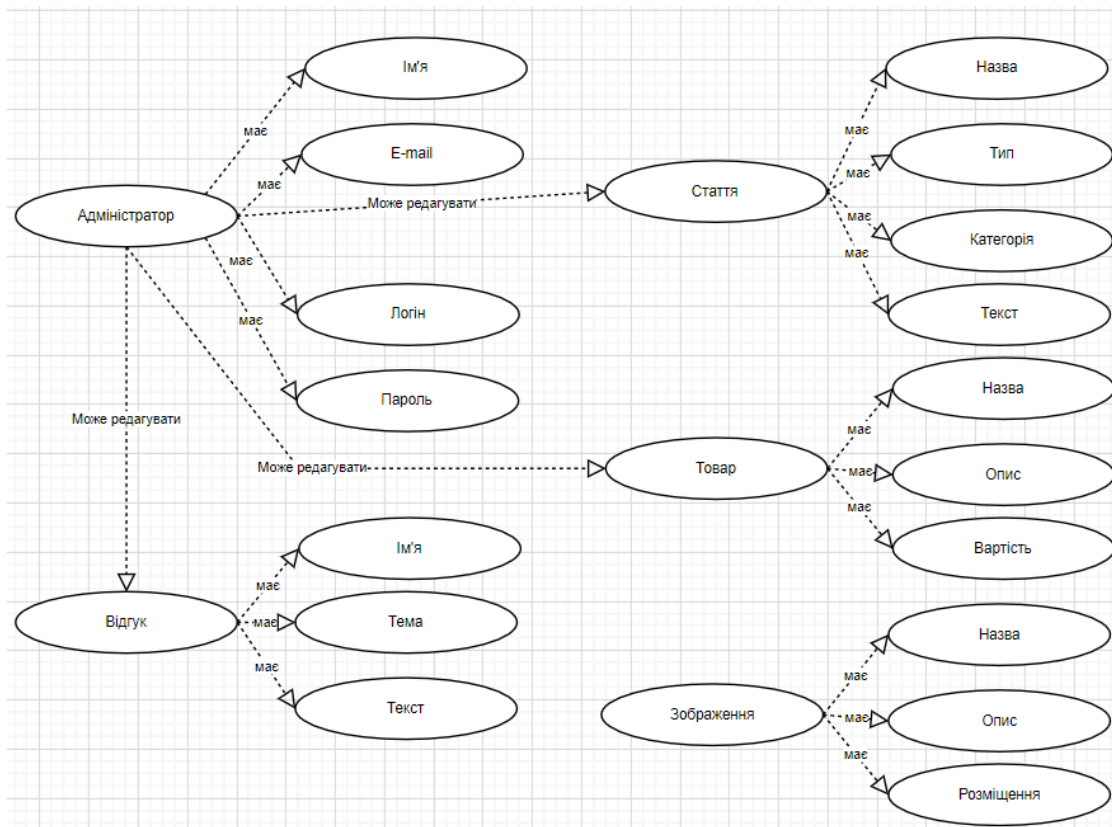 Ім'я
Назва
має
має
E-mail
Тип
має
має
Адміністратор
Може редагувати
Стаття
Категорія
має
має
Логін
Текст
має
Назва
Пароль
має
Може редагувати
Може редагувати
Товар
має
Опис
має
Ім'я
Вартість
має
Відгук
має
Тема
Назва
має
має
Текст
Зображення
має
Опис
має
Розміщення